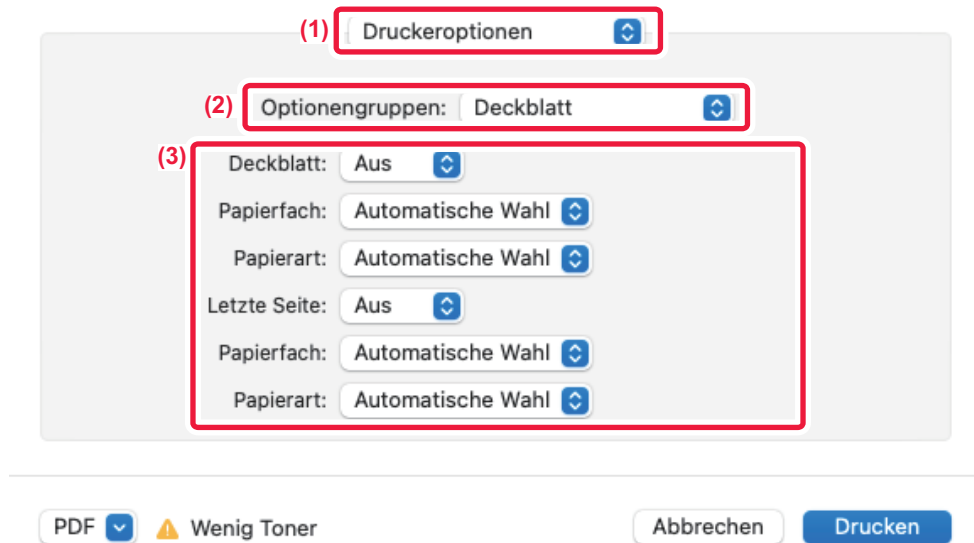 (1) Druckeroptionen
(2) Optionengruppen: Deckblatt
(3)
Deckblatt: Aus
Papierfach: Automatische Wahl
Papierart: Automatische Wahl
Letzte Seite: Aus
Papierfach: Automatische Wahl
Papierart: Automatische Wahl
PDF Wenig Toner Abbrechen Drucken